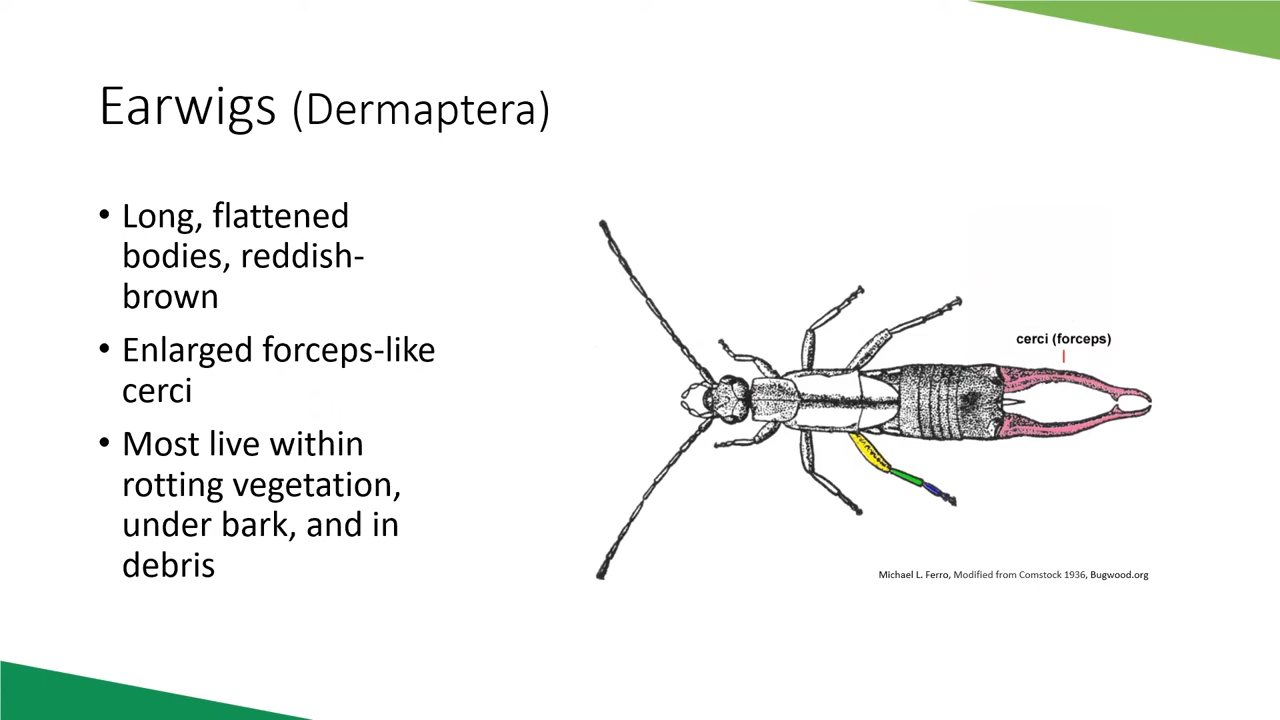 Earwigs (Dermaptera)
• Long, flattened
bodies, reddish-
brown
• Enlarged forceps-like
cerci
• Most live within
rotting vegetation,
under bark, and in
debris
cerci (forceps)
Michael L. Ferro, Modified from Comstock 1936, Bugwood.org